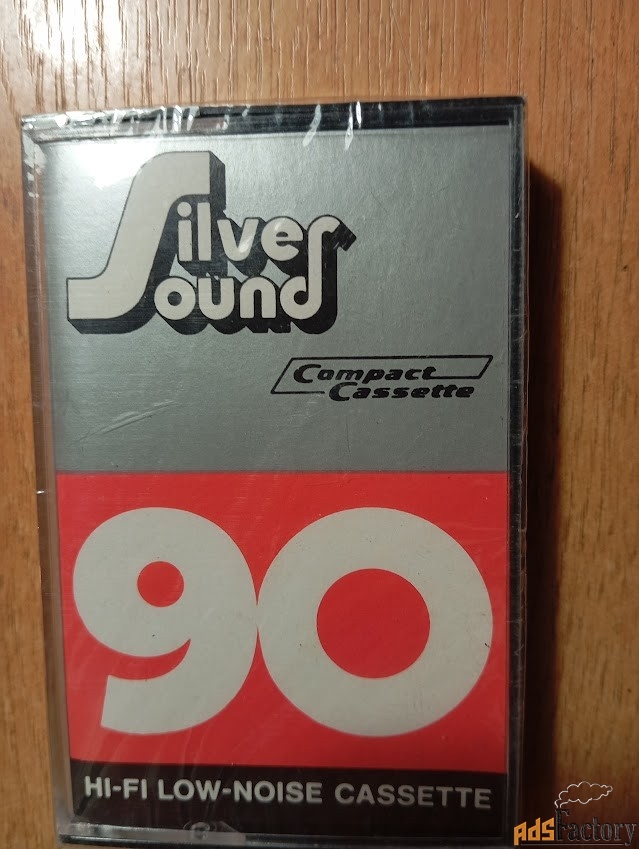 Silver
Sound
Compact
Cassette
90
HI-FI LOW-NOISE CASSETTE
AdsFactory